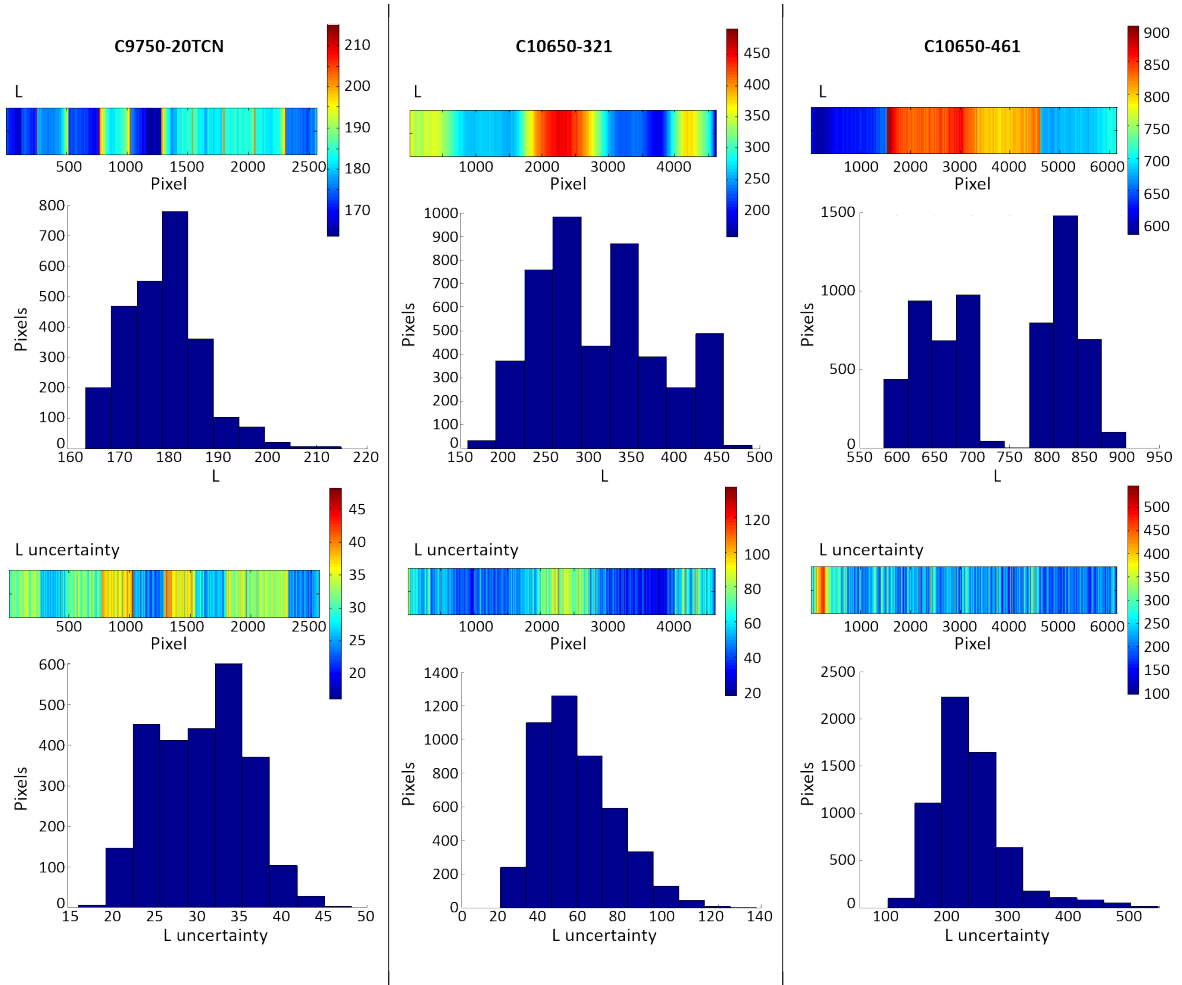 C9750-20TCN
L
210
200
190
180
170
500 1000 1500 2000 2500
Pixel
800
700
600
500
400
300
200
100
0
Pixels
160 170 180 190 200 210 220
L
45
40
35
30
25
20
L uncertainty
500 1000 1500 2000 2500
Pixel
600
500
400
300
200
100
0
Pixels
15 20 25 30 35 40 45 50
L uncertainty
C10650-321
L
450
400
350
300
250
200
1000 2000 3000 4000
Pixel
1000
900
800
700
600
500
400
300
200
100
0
Pixels
150 200 250 300 350 400 450 500
L
120
100
80
60
40
20
L uncertainty
1000 2000 3000 4000
Pixel
1400
1200
1000
800
600
400
200
0
Pixels
0 20 40 60 80 100 120 140
L uncertainty
C10650-461
L
900
850
800
750
700
650
600
1000 2000 3000 4000 5000 6000
Pixel
1500
1000
500
0
Pixels
550 600 650 700 750 800 850 900 950
L
500
450
400
350
300
250
200
150
100
L uncertainty
1000 2000 3000 4000 5000 6000
Pixel
2500
2000
1500
1000
500
0
Pixels
100 200 300 400 500
L uncertainty